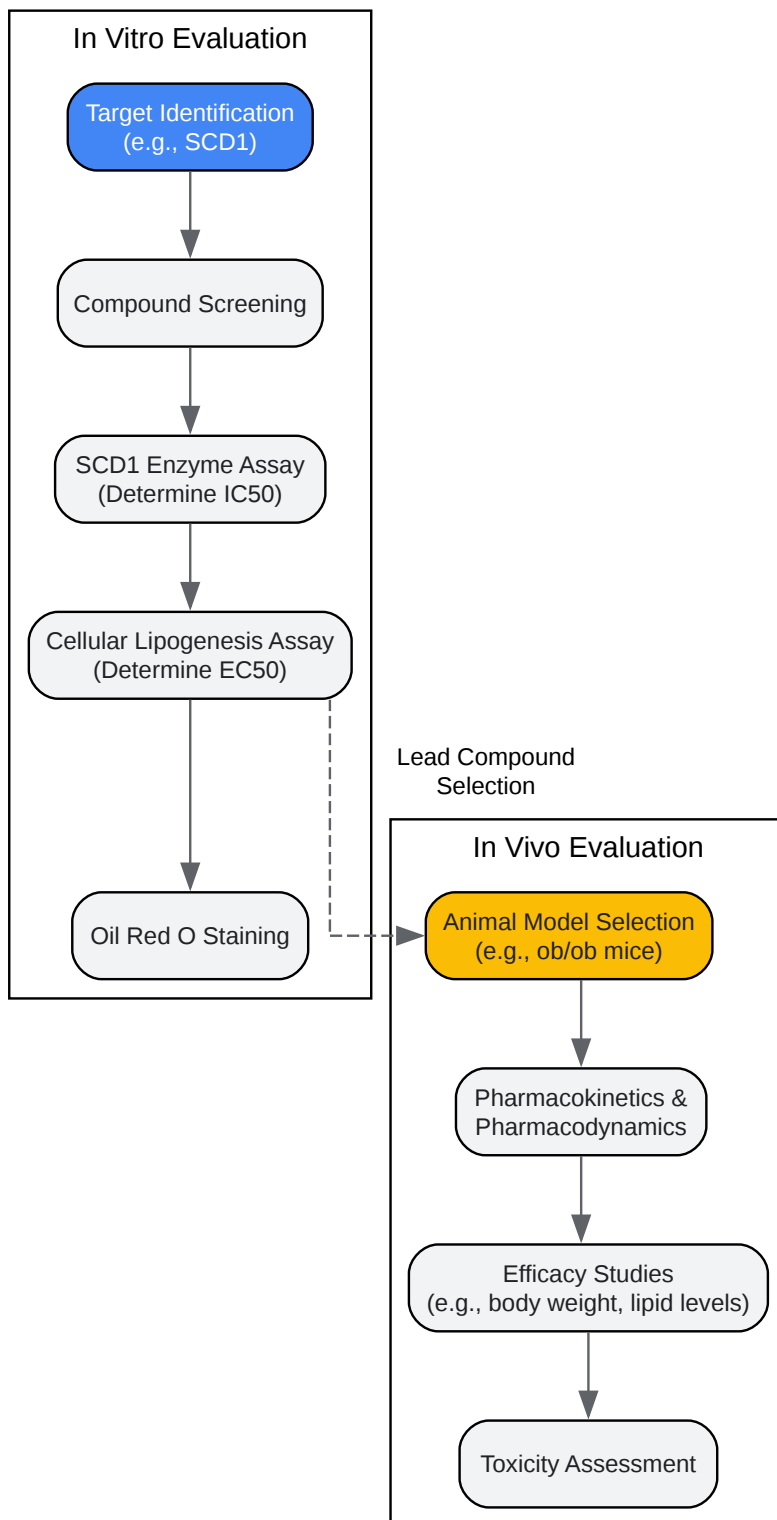 In Vitro Evaluation
Target Identification
(e.g., SCD1)
Compound Screening
SCD1 Enzyme Assay
(Determine IC50)
Cellular Lipogenesis Assay
(Determine EC50)
Oil Red O Staining
Lead Compound
Selection
In Vivo Evaluation
Animal Model Selection
(e.g., ob/ob mice)
Pharmacokinetics &
Pharmacodynamics
Efficacy Studies
(e.g., body weight, lipid levels)
Toxicity Assessment